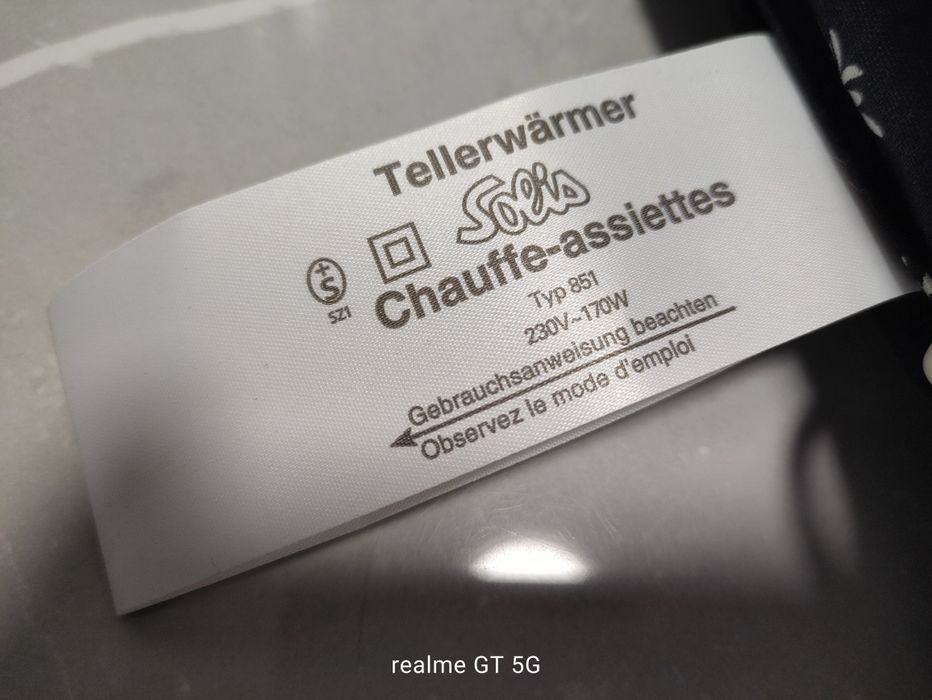 Tellerwärmer
Solis
Chauffe-assiettes
+S
SZ1
Typ 851
230V~170W
Gebrauchsanweisung beachten
Observez le mode d'emploi
realme GT 5G